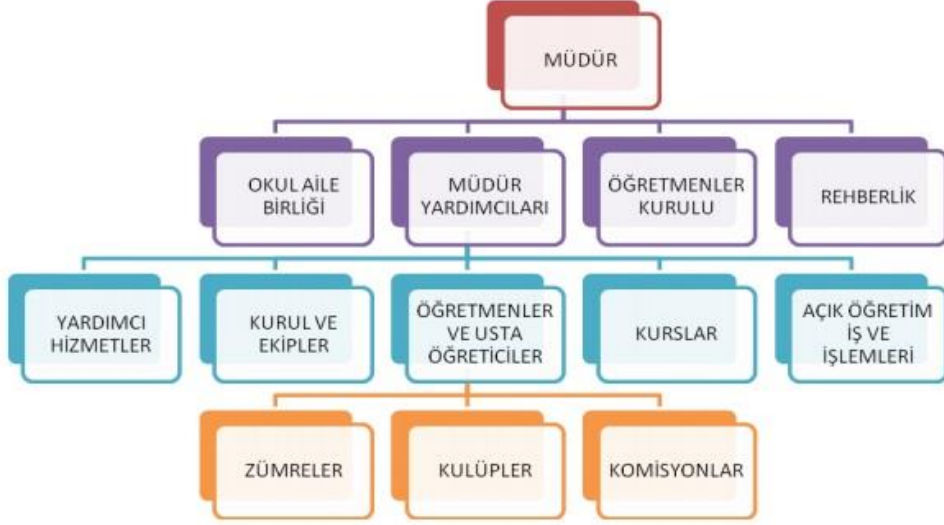 MÜDÜR
OKUL AİLE
BİRLİĞİ
MÜDÜR
YARDIMCILARI
ÖĞRETMENLER
KURULU
REHBERLİK
YARDIMCI
HİZMETLER
KURUL VE
EKİPLER
ÖĞRETMENLER
VE USTA
ÖĞRETİCİLER
KURSLAR
AÇIK ÖĞRETİM
İŞ VE
İŞLEMLERİ
ZÜMRELER
KULÜPLER
KOMİSYONLAR